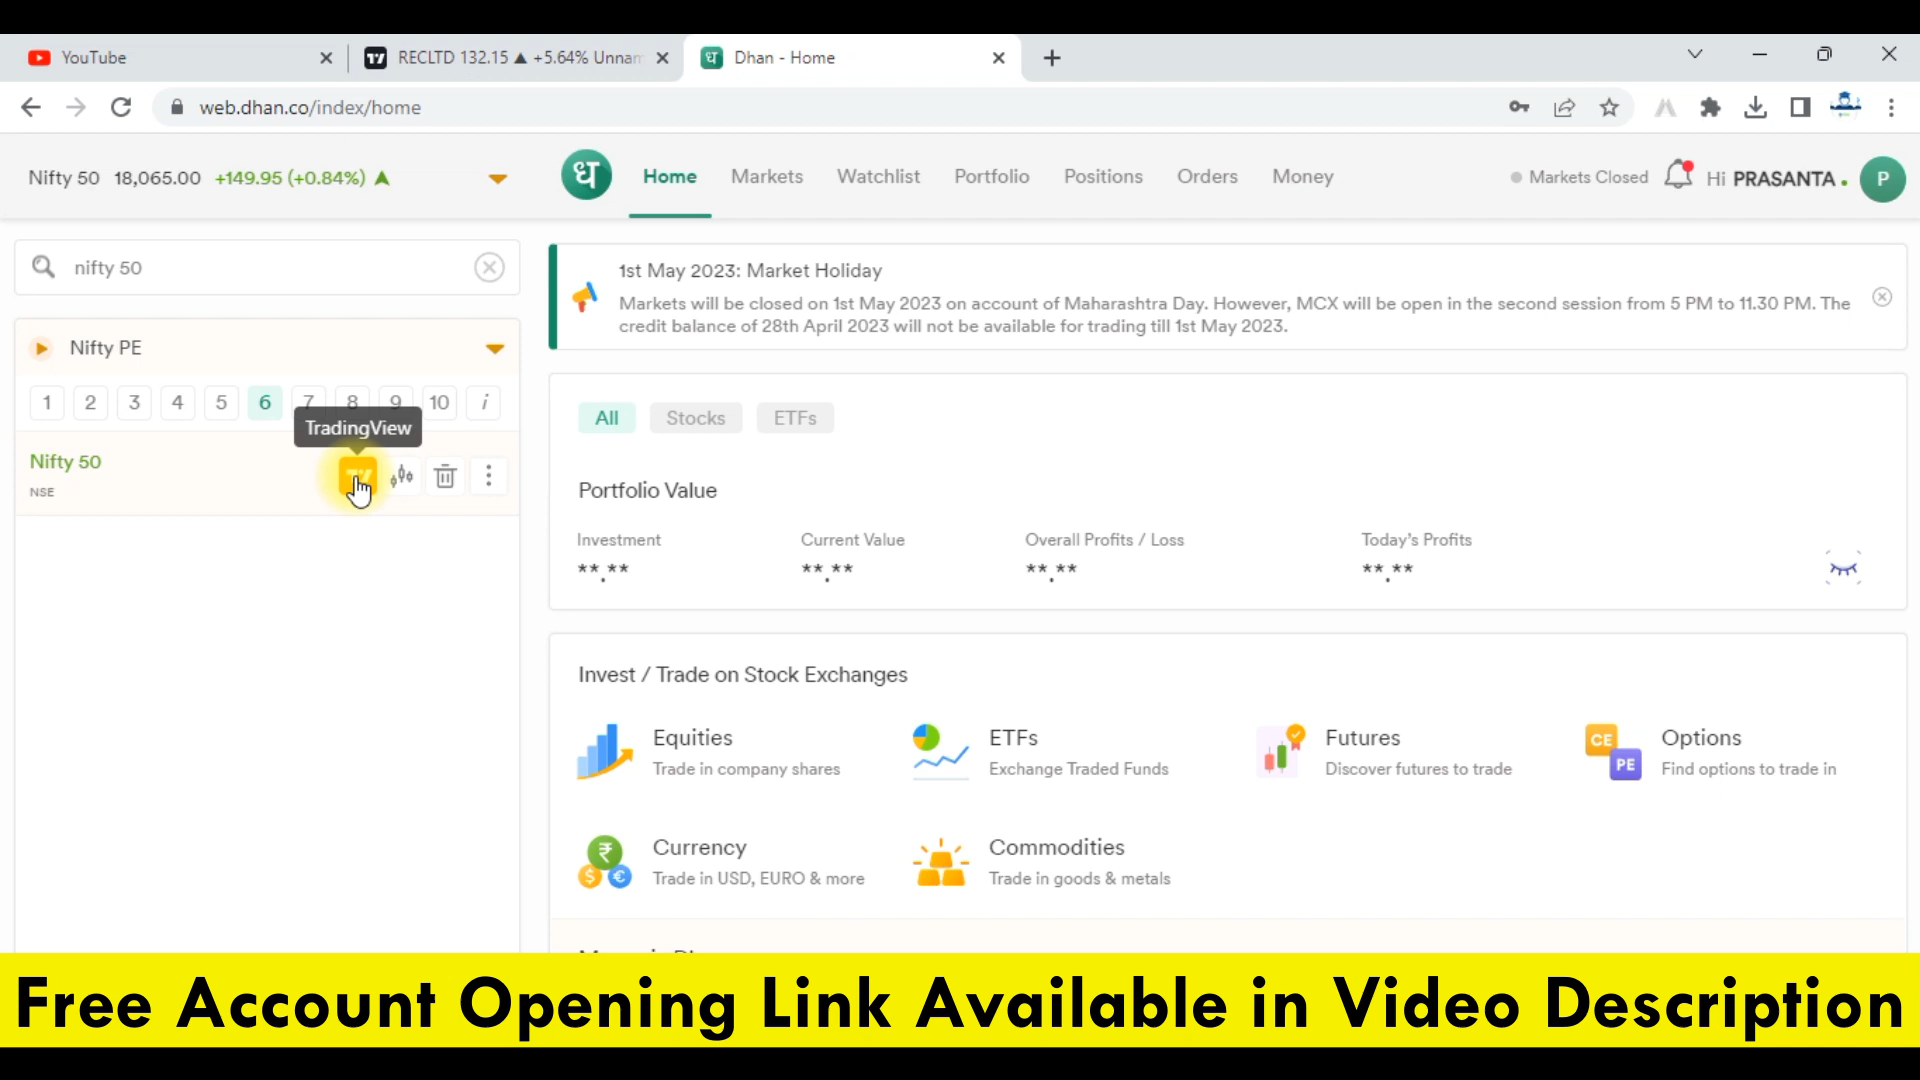 YouTube
RECLTD 132.15 ▲ +5.64% Unnam
Dhan - Home
web.dhan.co/index/home
Nifty 50 18,065.00 +149.95 (+0.84%)
ध
Home
Markets
Watchlist
Portfolio
Positions
Orders
Money
Markets Closed
Hi PRASANTA.
P
nifty 50
1st May 2023: Market Holiday
Markets will be closed on 1st May 2023 on account of Maharashtra Day. However, MCX will be open in the second session from 5 PM to 11.30 PM. The
credit balance of 28th April 2023 will not be available for trading till 1st May 2023.
Nifty PE
1 2 3 4 5 6 7 8 9 10 i
TradingView
Nifty 50
NSE
All
Stocks
ETFs
Portfolio Value
Investment
Current Value
Overall Profits / Loss
Today's Profits
**.**
**.**
**.**
**.**
Invest / Trade on Stock Exchanges
Equities
Trade in company shares
ETFs
Exchange Traded Funds
Futures
Discover futures to trade
CE
PE
Options
Find options to trade in
Currency
Trade in USD, EURO & more
Commodities
Trade in goods & metals
Free Account Opening Link Available in Video Description